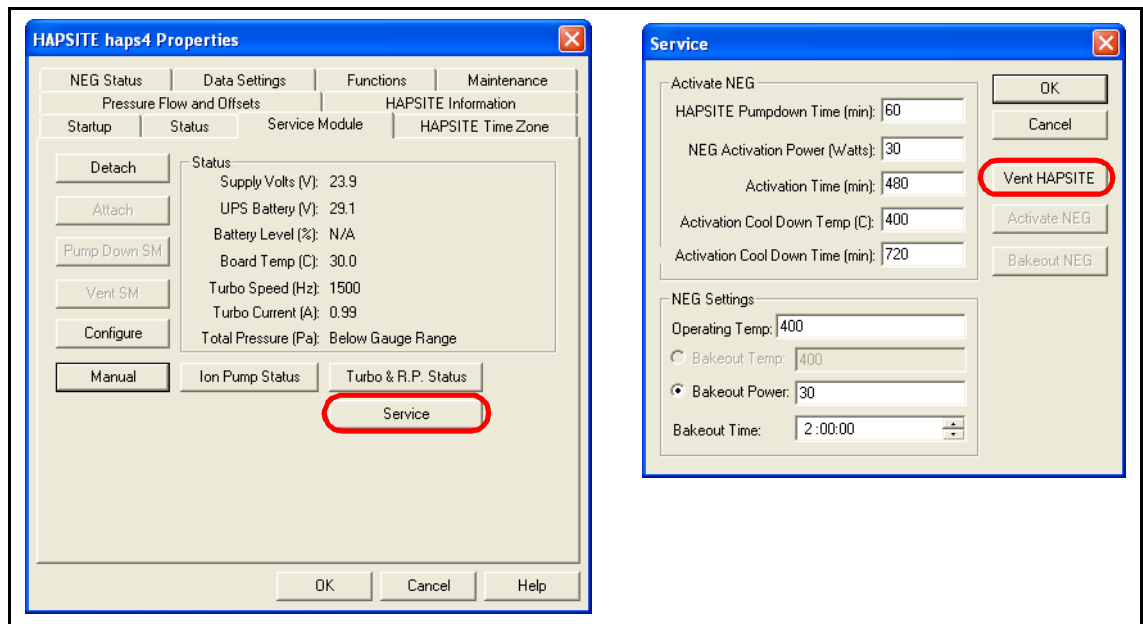 HAPSITE haps4 Properties
NEG Status Data Settings Functions Maintenance
Pressure Flow and Offsets HAPSITE Information
Startup Status Service Module HAPSITE Time Zone
Detach
Attach
Pump Down SM
Vent SM
Configure
Status
Supply Volts (V): 23.9
UPS Battery (V): 29.1
Battery Level (%): N/A
Board Temp (C): 30.0
Turbo Speed (Hz): 1500
Turbo Current (A): 0.99
Total Pressure (Pa): Below Gauge Range
Manual Ion Pump Status Turbo & R.P. Status
Service
OK Cancel Help
Service
Activate NEG
HAPSITE Pumpdown Time (min): 60
NEG Activation Power (Watts): 30
Activation Time (min): 480
Activation Cool Down Temp (C): 400
Activation Cool Down Time (min): 720
OK
Cancel
Vent HAPSITE
Activate NEG
Bakeout NEG
NEG Settings
Operating Temp: 400
Bakeout Temp: 400
Bakeout Power: 30
Bakeout Time: 2 :00:00